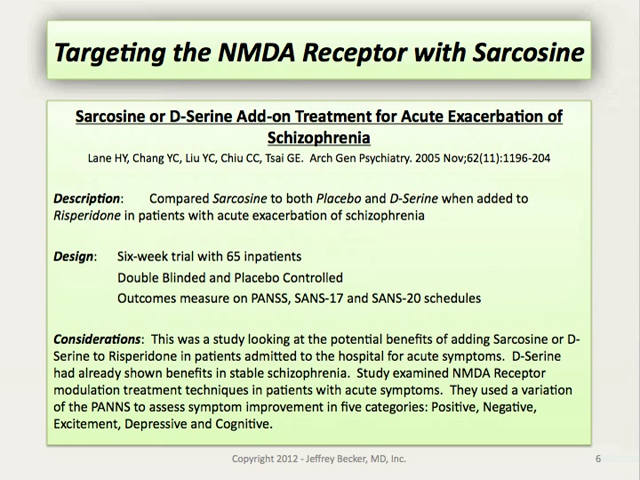 Targeting the NMDA Receptor with Sarcosine
Sarcosine or D-Serine Add-on Treatment for Acute Exacerbation of
Schizophrenia
Lane HY, Chang YC, Liu YC, Chiu CC, Tsai GE. Arch Gen Psychiatry. 2005 Nov;62(11):1196-204
Description: Compared Sarcosine to both Placebo and D-Serine when added to
Risperidone in patients with acute exacerbation of schizophrenia
Design: Six-week trial with 65 inpatients
Double Blinded and Placebo Controlled
Outcomes measure on PANSS, SANS-17 and SANS-20 schedules
Considerations: This was a study looking at the potential benefits of adding Sarcosine or D-
Serine to Risperidone in patients admitted to the hospital for acute symptoms. D-Serine
had already shown benefits in stable schizophrenia. Study examined NMDA Receptor
modulation treatment techniques in patients with acute symptoms. They used a variation
of the PANNS to assess symptom improvement in five categories: Positive, Negative,
Excitement, Depressive and Cognitive.
Copyright 2012 - Jeffrey Becker, MD, Inc.
6